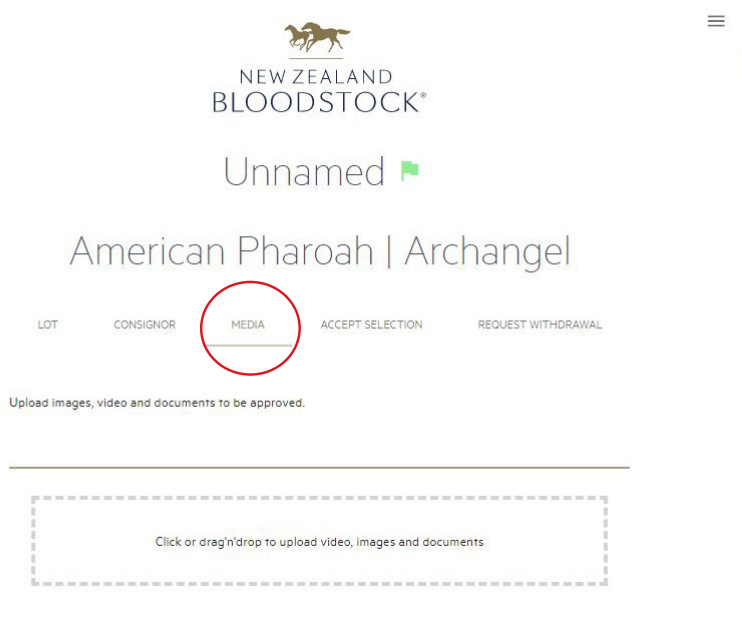 NEW ZEALAND
BLOODSTOCK®
Unnamed
American Pharoah | Archangel
LOT CONSIGNOR MEDIA ACCEPT SELECTION REQUEST WITHDRAWAL
Upload images, video and documents to be approved.
Click or drag'n'drop to upload video, images and documents